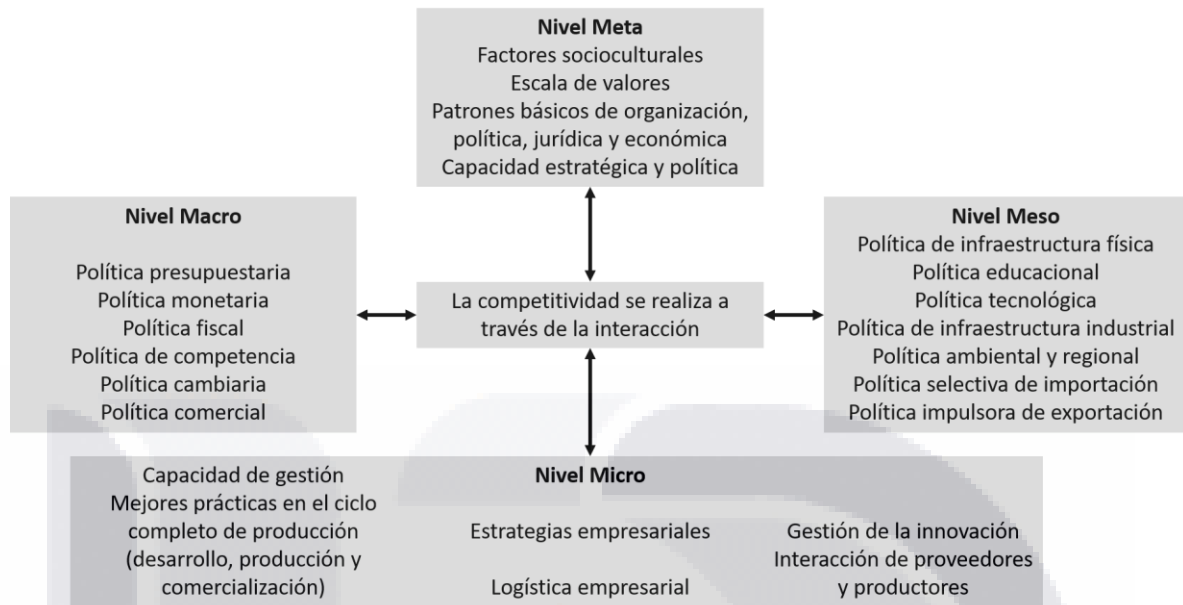 Nivel Meta
Factores socioculturales
Escala de valores
Patrones básicos de organización,
política, jurídica y económica
Capacidad estratégica y política
Nivel Macro
Política presupuestaria
Política monetaria
Política fiscal
Política de competencia
Política cambiaria
Política comercial
La competitividad se realiza a
través de la interacción
Nivel Meso
Política de infraestructura física
Política educacional
Política tecnológica
Política de infraestructura industrial
Política ambiental y regional
Política selectiva de importación
Política impulsora de exportación
Nivel Micro
Capacidad de gestión
Mejores prácticas en el ciclo
completo de producción
(desarrollo, producción y
comercialización)
Estrategias empresariales
Logística empresarial
Gestión de la innovación
Interacción de proveedores
y productores